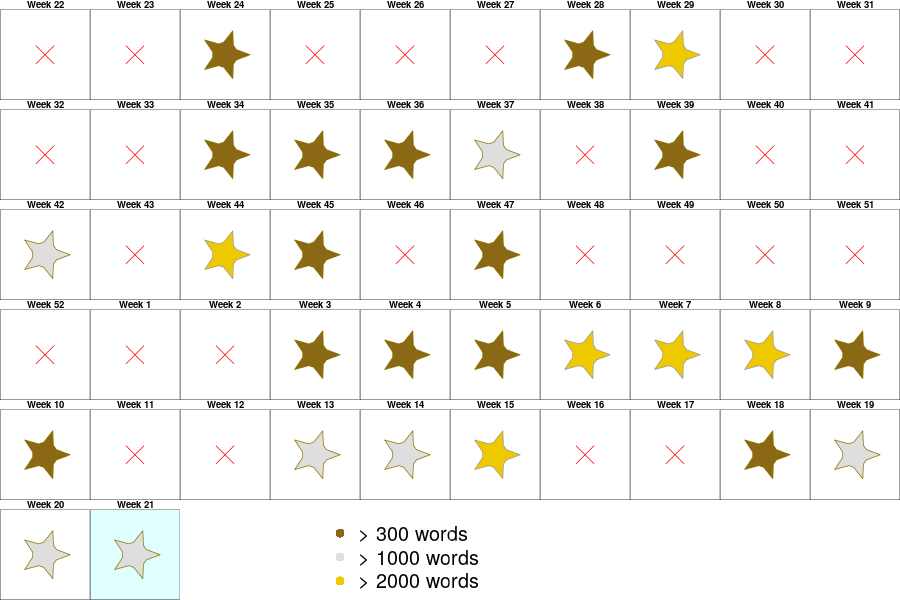 Week 22 Week 23 Week 24 Week 25 Week 26 Week 27 Week 28 Week 29 Week 30 Week 31
Week 32 Week 33 Week 34 Week 35 Week 36 Week 37 Week 38 Week 39 Week 40 Week 41
Week 42 Week 43 Week 44 Week 45 Week 46 Week 47 Week 48 Week 49 Week 50 Week 51
Week 52 Week 1 Week 2 Week 3 Week 4 Week 5 Week 6 Week 7 Week 8 Week 9
Week 10 Week 11 Week 12 Week 13 Week 14 Week 15 Week 16 Week 17 Week 18 Week 19
Week 20 Week 21
> 300 words
> 1000 words
> 2000 words